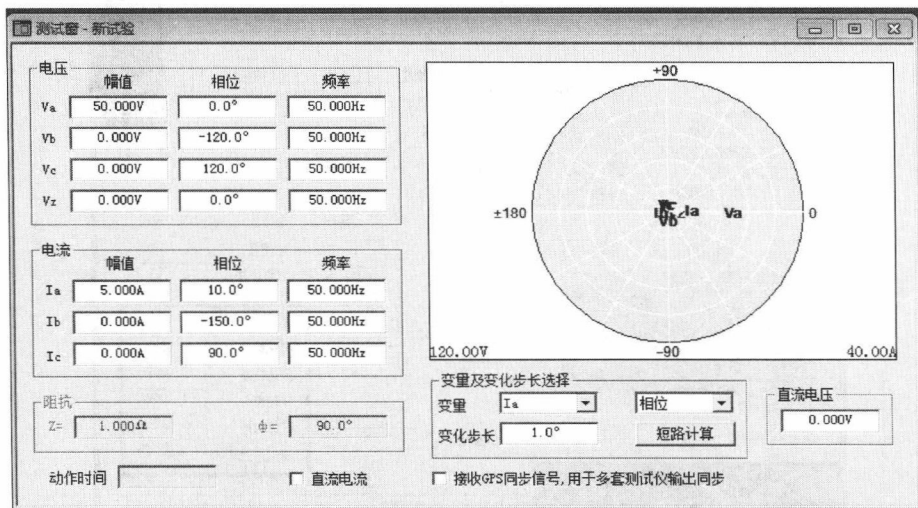 测试窗 - 新试验
电压
幅值 相位 频率
Va 50.000V 0.0° 50.000Hz
Vb 0.000V -120.0° 50.000Hz
Vc 0.000V 120.0° 50.000Hz
Vz 0.000V 0.0° 50.000Hz
电流
幅值 相位 频率
Ia 5.000A 10.0° 50.000Hz
Ib 0.000A -150.0° 50.000Hz
Ic 0.000A 90.0° 50.000Hz
阻抗
Z= 1.000Ω ф= 90.0°
动作时间 直流电流
+90
±180 Ia Va 0
Vb
120.00V -90 40.00A
变量及变化步长选择
变量 Ia 相位
变化步长 1.0° 短路计算
直流电压
0.000V
接收GPS同步信号,用于多套测试仪输出同步